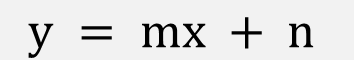 y = mx + n